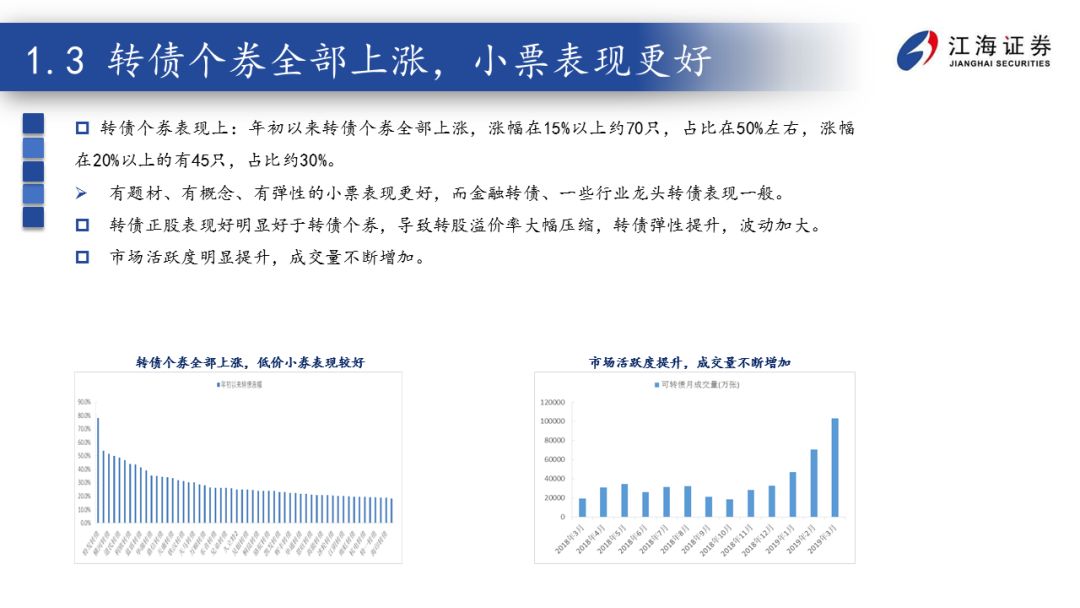 1.3 转债个券全部上涨，小票表现更好
江海证券
JIANGHAI SECURITIES
转债个券表现上：年初以来转债个券全部上涨，涨幅在15%以上约70只，占比在50%左右，涨幅
在20%以上的有45只，占比约30%。
有题材、有概念、有弹性的小票表现更好，而金融转债、一些行业龙头转债表现一般。
转债正股表现好明显好于转债个券，导致转股溢价率大幅压缩，转债弹性提升，波动加大。
市场活跃度明显提升，成交量不断增加。
转债个券全部上涨，低价小券表现较好
年初以来转债涨幅
90.0%
80.0%
70.0%
60.0%
50.0%
40.0%
30.0%
20.0%
10.0%
0.0%
市场活跃度提升，成交量不断增加
可转债月成交量(万张)
120000
100000
80000
60000
40000
20000
0
2018年3月
2018年4月
2018年5月
2018年6月
2018年7月
2018年8月
2018年9月
2018年10月
2018年11月
2018年12月
2019年1月
2019年2月
2019年3月